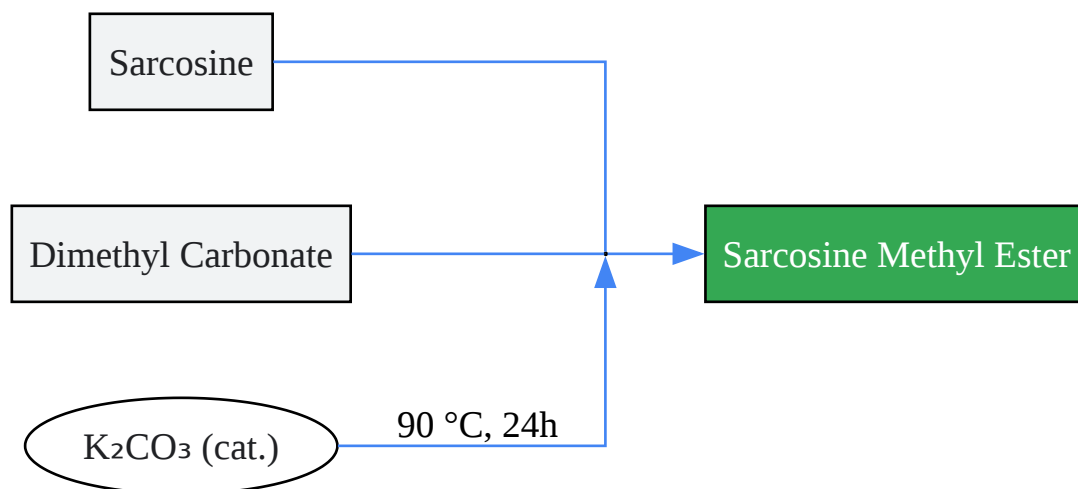 Sarcosine
Dimethyl Carbonate
Sarcosine Methyl Ester
90 °C, 24h
K₂CO₃ (cat.)